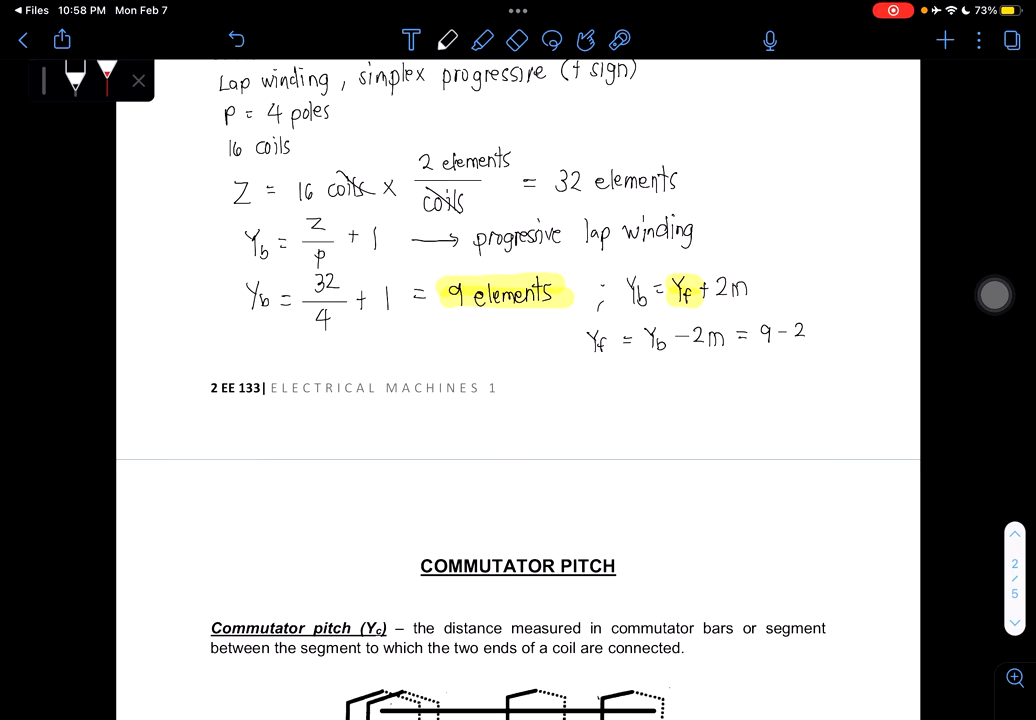 Files 10:58 PM Mon Feb 7 73%
T
Lap winding, simplex progressive (+ sign)
P = 4 poles
16 coils
Z = 16 coils × 2 elements / coils = 32 elements
Yb = Z/P + 1 → progressive lap winding
Yb = 32/4 + 1 = 9 elements ; Yb = Yf + 2m
Yf = Yb − 2m = 9 − 2
2 EE 133| ELECTRICAL MACHINES 1
2
/
5
COMMUTATOR PITCH
Commutator pitch (Yc) – the distance measured in commutator bars or segment
between the segment to which the two ends of a coil are connected.